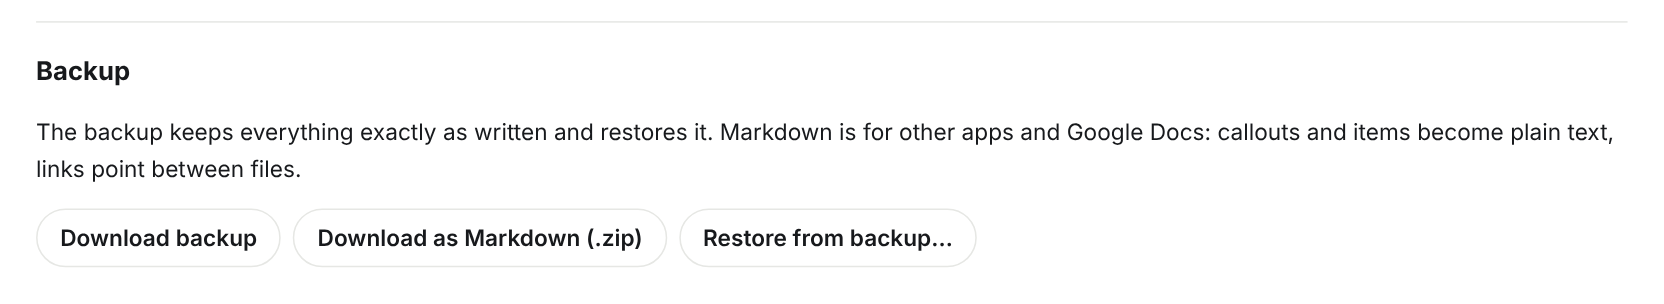 Backup
The backup keeps everything exactly as written and restores it. Markdown is for other apps and Google Docs: callouts and items become plain text,
links point between files.
Download backup
Download as Markdown (.zip)
Restore from backup...